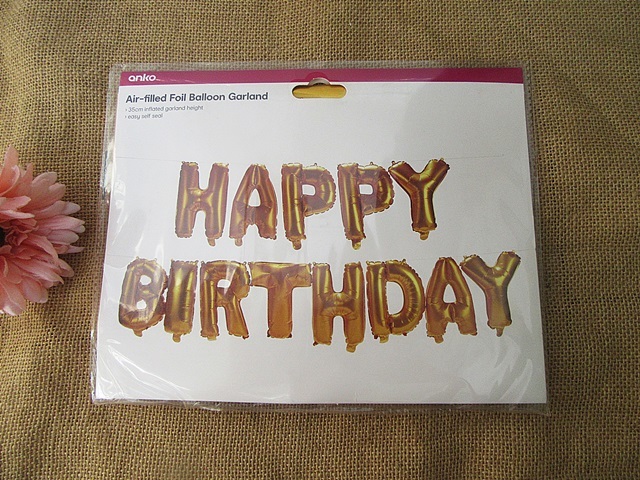 anko
Air-filled Foil Balloon Garland
• 35cm inflated garland height
• easy self seal
HAPPY
BIRTHDAY